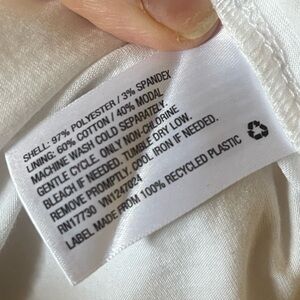 SHELL: 97% POLYESTER / 3% SPANDEX
LINING: 60% COTTON / 40% MODAL
MACHINE WASH COLD SEPARATELY.
GENTLE CYCLE. ONLY NON-CHLORINE
BLEACH IF NEEDED. TUMBLE DRY LOW.
REMOVE PROMPTLY. COOL IRON IF NEEDED.
RN17730 VN1247824
LABEL MADE FROM 100% RECYCLED PLASTIC